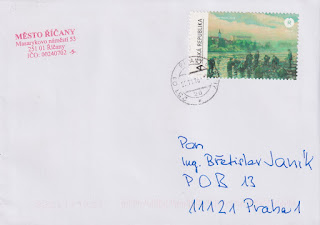 MĚSTO ŘÍČANY
Masarykovo náměstí 53
251 01 Říčany
IČO: 00240702 -8-
ČESKÁ REPUBLIKA
A
Pan
Ing. Břetislav Janík
POB 13
11121 Praha 1